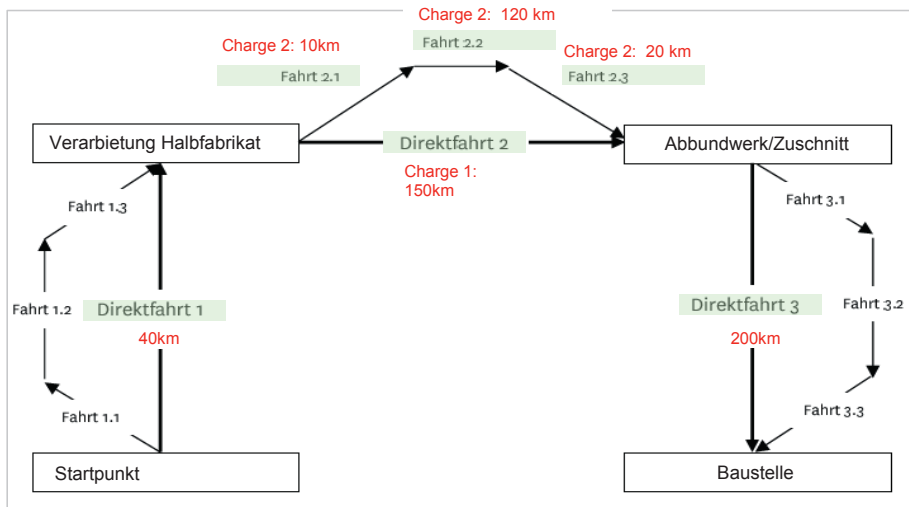 Charge 2: 120 km
Charge 2: 10km
Fahrt 2.2
Charge 2: 20 km
Fahrt 2.1
Fahrt 2.3
Verarbietung Halbfabrikat
Direktfahrt 2
Abbundwerk/Zuschnitt
Charge 1:
150km
Fahrt 1.3
Fahrt 3.1
Fahrt 1.2
Direktfahrt 1
Direktfahrt 3
Fahrt 3.2
40km
200km
Fahrt 1.1
Fahrt 3.3
Startpunkt
Baustelle